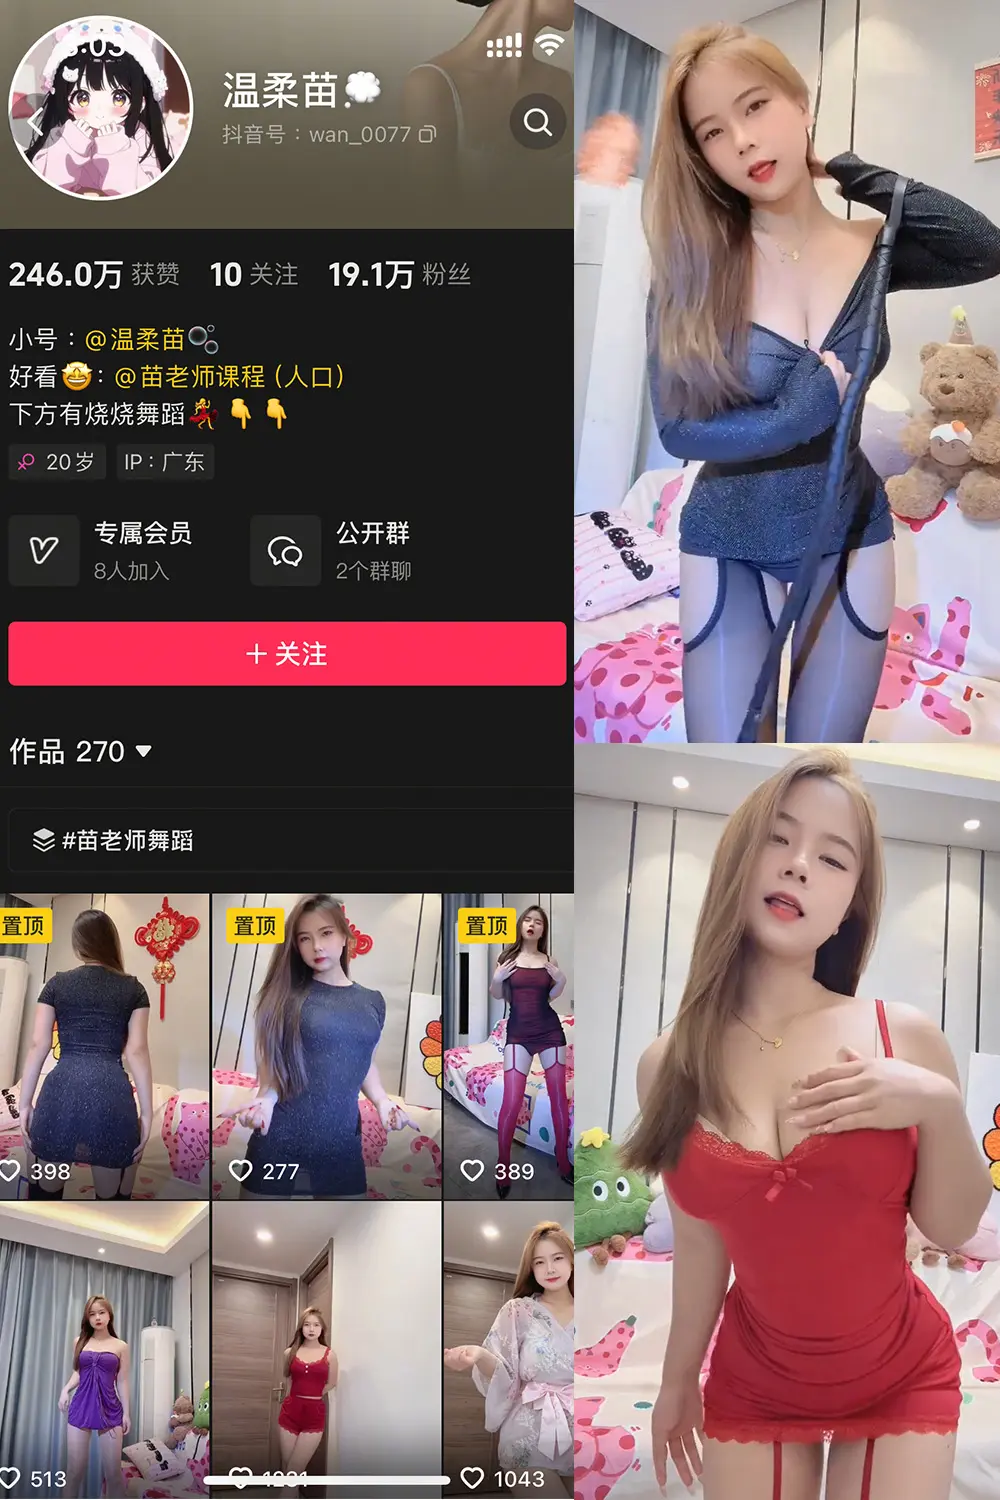 温柔苗
抖音号：wan_0077
246.0万 获赞 10 关注 19.1万 粉丝
小号：@温柔苗
好看🤩：@苗老师课程（人口）
下方有烧烧舞蹈💃👇👇
20岁 IP：广东
专属会员 公开群
8人加入 2个群聊
+ 关注
作品 270
#苗老师舞蹈
置顶 置顶 置顶
398 277 389
513 1043